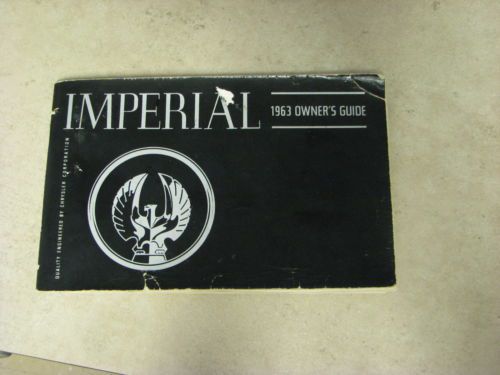 IMPERIAL
1963 OWNER'S GUIDE
QUALITY ENGINEERED BY CHRYSLER CORPORATION